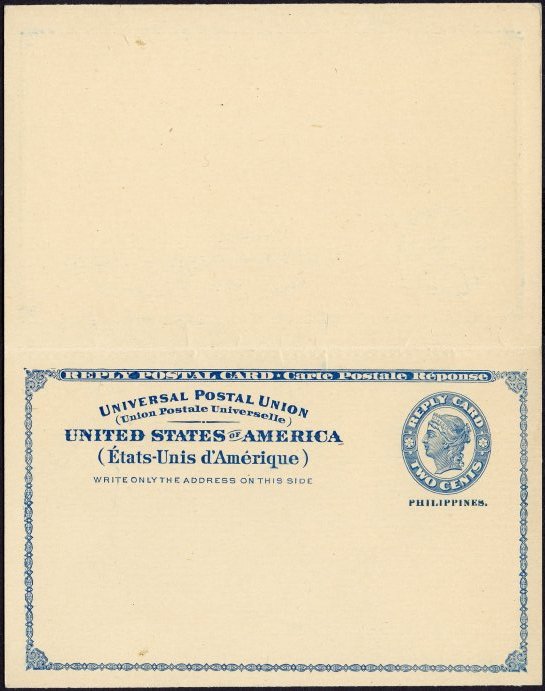 REPLY POSTAL CARD · Carte Postale Réponse
UNIVERSAL POSTAL UNION
(Union Postale Universelle)
UNITED STATES OF AMERICA
(États-Unis d'Amérique)
WRITE ONLY THE ADDRESS ON THIS SIDE
REPLY CARD
TWO CENTS
PHILIPPINES.